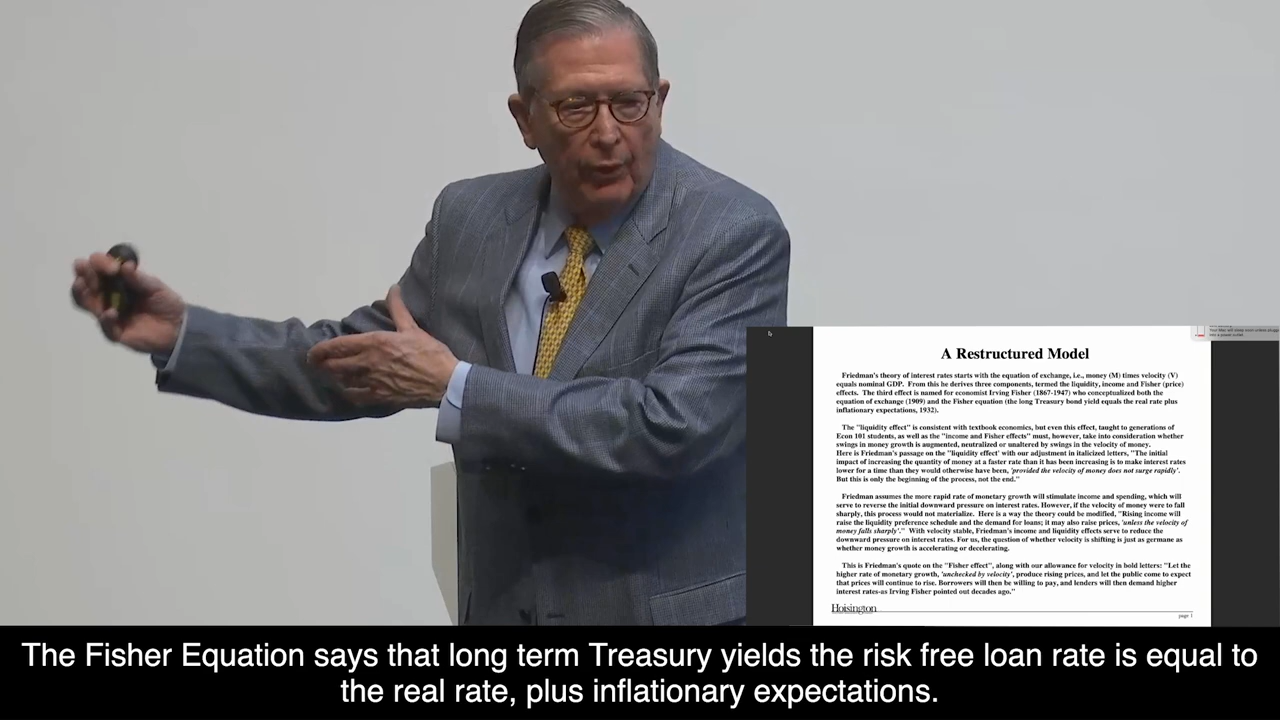 A Restructured Model
Friedman's theory of interest rates starts with the equation of exchange, i.e., money (M) times velocity (V)
equals nominal GDP. From this he derives three components, termed the liquidity, income and Fisher (price)
effects. The third effect is named for economist Irving Fisher (1867-1947) who conceptualized both the
equation of exchange (1909) and the Fisher equation (the long Treasury bond yield equals the real rate plus
inflationary expectations, 1932).
The "liquidity effect" is consistent with textbook economics, but even this effect, taught to generations of
Econ 101 students, as well as the "income and Fisher effects" must, however, take into consideration whether
swings in money growth is augmented, neutralized or unaltered by swings in the velocity of money.
Here is Friedman's passage on the "liquidity effect' with our adjustment in italicized letters, "The initial
impact of increasing the quantity of money at a faster rate than it has been increasing is to make interest rates
lower for a time than they would otherwise have been, 'provided the velocity of money does not surge rapidly'.
But this is only the beginning of the process, not the end."
Friedman assumes the more rapid rate of monetary growth will stimulate income and spending, which will
serve to reverse the initial downward pressure on interest rates. However, if the velocity of money were to fall
sharply, this process would not materialize. Here is a way the theory could be modified, "Rising income will
raise the liquidity preference schedule and the demand for loans; it may also raise prices, 'unless the velocity of
money falls sharply'." With velocity stable, Friedman's income and liquidity effects serve to reduce the
downward pressure on interest rates. For us, the question of whether velocity is shifting is just as germane as
whether money growth is accelerating or decelerating.
This is Friedman's quote on the "Fisher effect", along with our allowance for velocity in bold letters: "Let the
higher rate of monetary growth, 'unchecked by velocity', produce rising prices, and let the public come to expect
that prices will continue to rise. Borrowers will then be willing to pay, and lenders will then demand higher
interest rates-as Irving Fisher pointed out decades ago."
Hoisington
page 1
The Fisher Equation says that long term Treasury yields the risk free loan rate is equal to
the real rate, plus inflationary expectations.